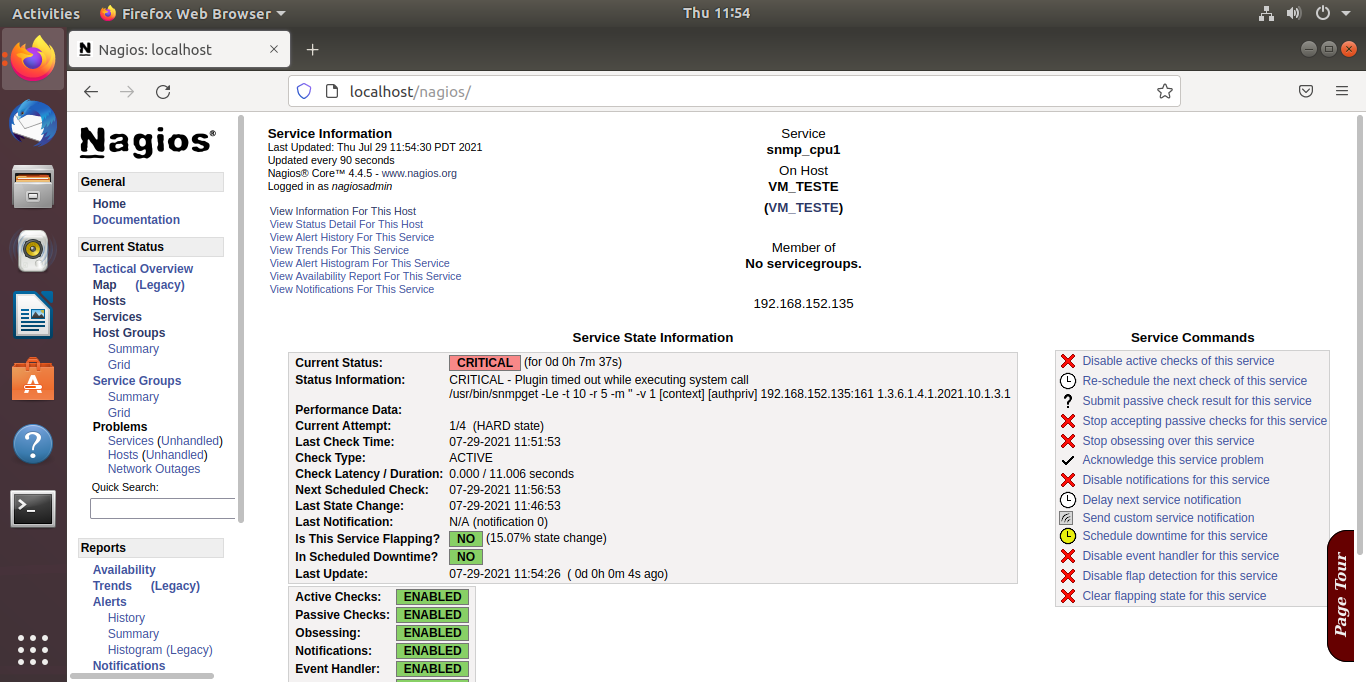 Activities
Firefox Web Browser
Thu 11:54
Nagios: localhost
localhost/nagios/
Nagios®
General
Home
Documentation
Current Status
Tactical Overview
Map (Legacy)
Hosts
Services
Host Groups
Summary
Grid
Service Groups
Summary
Grid
Problems
Services (Unhandled)
Hosts (Unhandled)
Network Outages
Quick Search:
Reports
Availability
Trends (Legacy)
Alerts
History
Summary
Histogram (Legacy)
Notifications
Service Information
Last Updated: Thu Jul 29 11:54:30 PDT 2021
Updated every 90 seconds
Nagios® Core™ 4.4.5 - www.nagios.org
Logged in as nagiosadmin
View Information For This Host
View Status Detail For This Host
View Alert History For This Service
View Trends For This Service
View Alert Histogram For This Service
View Availability Report For This Service
View Notifications For This Service
Service
snmp_cpu1
On Host
VM_TESTE
(VM_TESTE)
Member of
No servicegroups.
192.168.152.135
Service State Information
Current Status: CRITICAL (for 0d 0h 7m 37s)
Status Information: CRITICAL - Plugin timed out while executing system call
/usr/bin/snmpget -Le -t 10 -r 5 -m '' -v 1 [context] [authpriv] 192.168.152.135:161 1.3.6.1.4.1.2021.10.1.3.1
Performance Data:
Current Attempt: 1/4 (HARD state)
Last Check Time: 07-29-2021 11:51:53
Check Type: ACTIVE
Check Latency / Duration: 0.000 / 11.006 seconds
Next Scheduled Check: 07-29-2021 11:56:53
Last State Change: 07-29-2021 11:46:53
Last Notification: N/A (notification 0)
Is This Service Flapping? NO (15.07% state change)
In Scheduled Downtime? NO
Last Update: 07-29-2021 11:54:26 ( 0d 0h 0m 4s ago)
Active Checks: ENABLED
Passive Checks: ENABLED
Obsessing: ENABLED
Notifications: ENABLED
Event Handler: ENABLED
Service Commands
Disable active checks of this service
Re-schedule the next check of this service
Submit passive check result for this service
Stop accepting passive checks for this service
Stop obsessing over this service
Acknowledge this service problem
Disable notifications for this service
Delay next service notification
Send custom service notification
Schedule downtime for this service
Disable event handler for this service
Disable flap detection for this service
Clear flapping state for this service
Page Tour